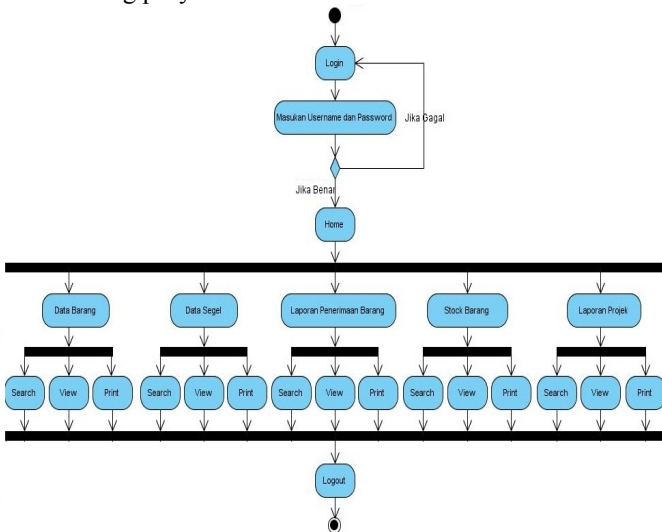 Login
Masukan Username dan Password
Jika Gagal
Jika Benar
Home
Data Barang
Data Segel
Laporan Penerimaan Barang
Stock Barang
Laporan Projek
Search View Print Search View Print Search View Print Search View Print Search View Print
Logout